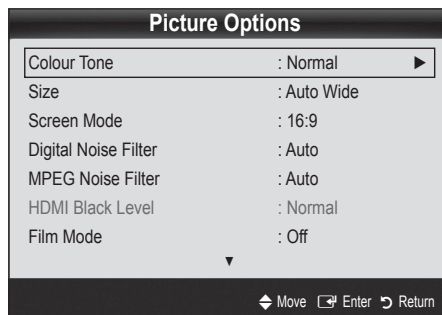 Picture Options
Colour Tone : Normal ▶
Size : Auto Wide
Screen Mode : 16:9
Digital Noise Filter : Auto
MPEG Noise Filter : Auto
HDMI Black Level : Normal
Film Mode : Off
▼
Move Enter Return